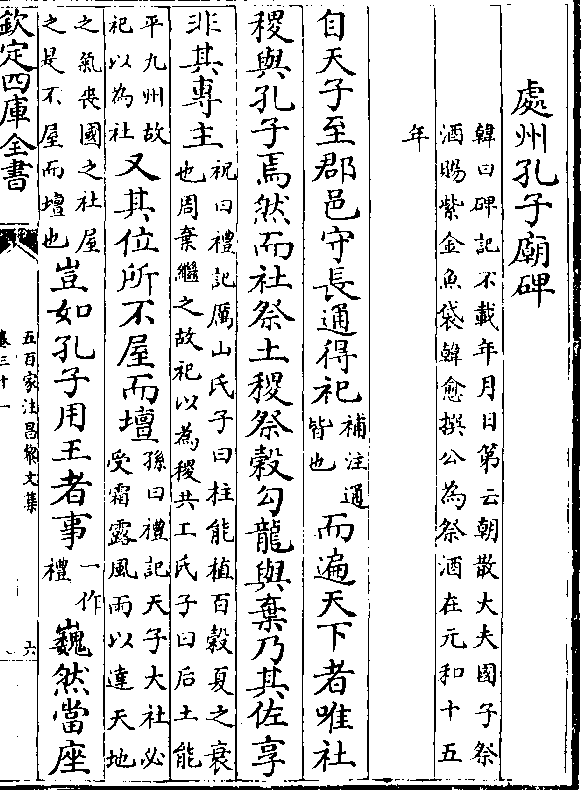 處州孔子廟碑
韓曰碑記不載年月日第云朝散大夫國子祭
酒賜紫金魚袋韓愈撰公為祭酒在元和十五
年
自天子至郡邑守長通得祀
補注通
皆也
而遍天下者唯社
稷與孔子焉然而社祭土稷祭穀勾龍與棄乃其佐享
非其專主
祝曰禮記厲山氏子曰柱能植百穀夏之衰
也周棄繼之故祀以為稷共工氏子曰后土能
平九州故
祀以為社
又其位所不屋而壇
孫曰禮記天子大社必
受霜露風雨以達天地
之氣喪國之社屋
之是不屋而壇也
豈如孔子用王者事
一作
禮
巍然當座
欽定四庫全書
五百家注昌黎文集
卷三十一
六